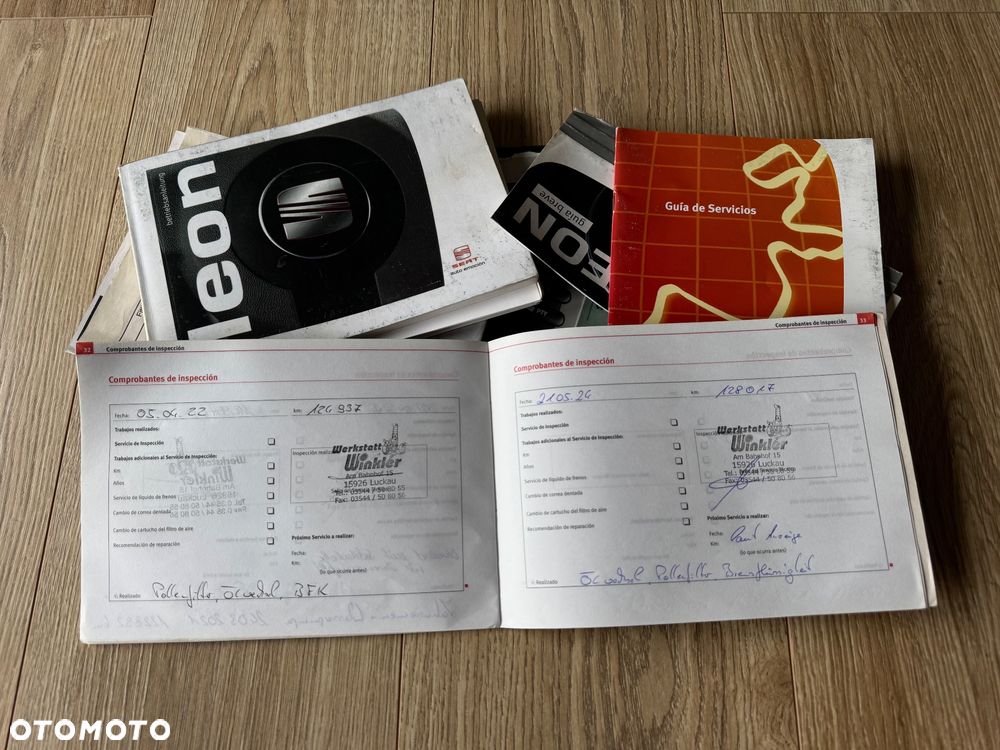 leon
betriebsanleitung
SEAT
auto emoción
guía breve
EON
Guía de Servicios
32 Comprobantes de inspección
Comprobantes de inspección
Fecha: 05.04.22 km: 124 937
Trabajos realizados:
Servicio de Inspección
Trabajos adicionales al Servicio de Inspección:
Km
Años
Servicio de líquido de frenos
Cambio de correa dentada
Cambio de cartucho del filtro de aire
Recomendación de reparación
Werkstatt
Winkler
Am Bahnhof 15
15926 Luckau
Tel.: 03544 / 50 80 55
Fax: 03544 / 50 80 56
Próximo Servicio a realizar:
Fecha:
Km:
(lo que ocurra antes)
Realizado: Pollenfilter, Ölwechsel, BFK
Comprobantes de inspección 33
Comprobantes de inspección
Fecha: 21.05.24 km: 128 017
Trabajos realizados:
Servicio de Inspección
Trabajos adicionales al Servicio de Inspección:
Km
Años
Servicio de líquido de frenos
Cambio de correa dentada
Cambio de cartucho del filtro de aire
Recomendación de reparación
Werkstatt
Winkler
Am Bahnhof 15
15926 Luckau
Próximo Servicio a realizar:
Fecha: laut Anzeige
Km:
(lo que ocurra antes)
Realizado: Ölwechsel, Pollenfilter, Bremsflüssigkeit
OTOMOTO